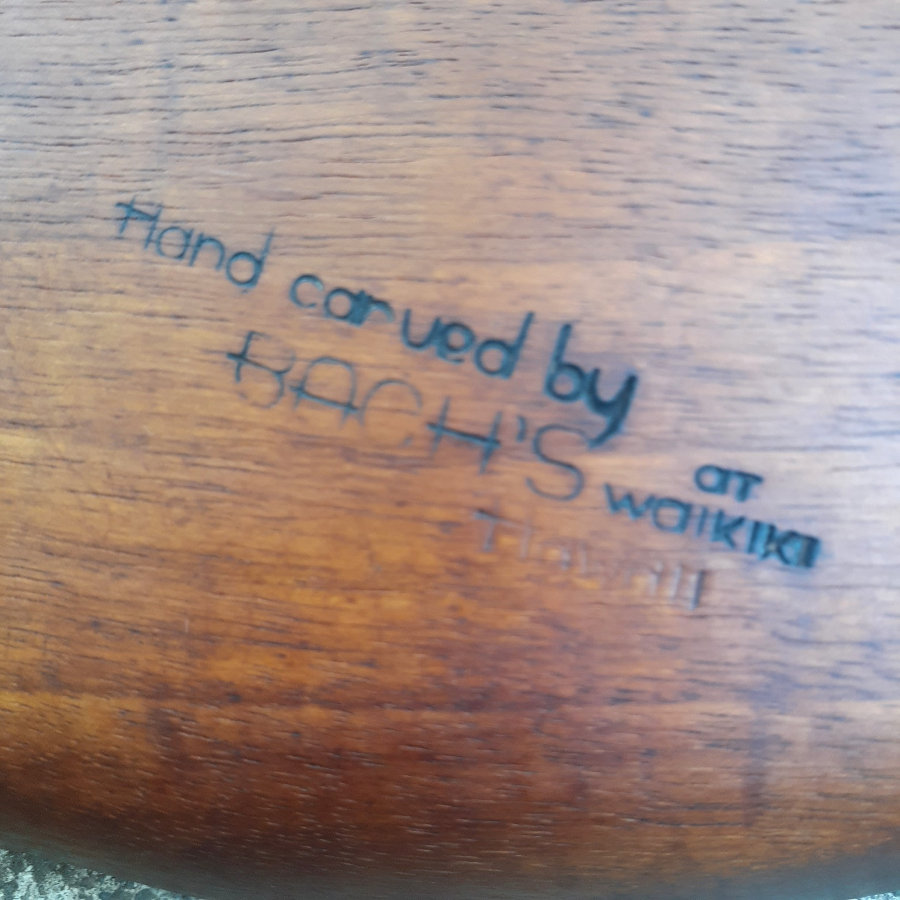 Hand carved by
BACH'S
AT
WAIKIKI
Hawaii